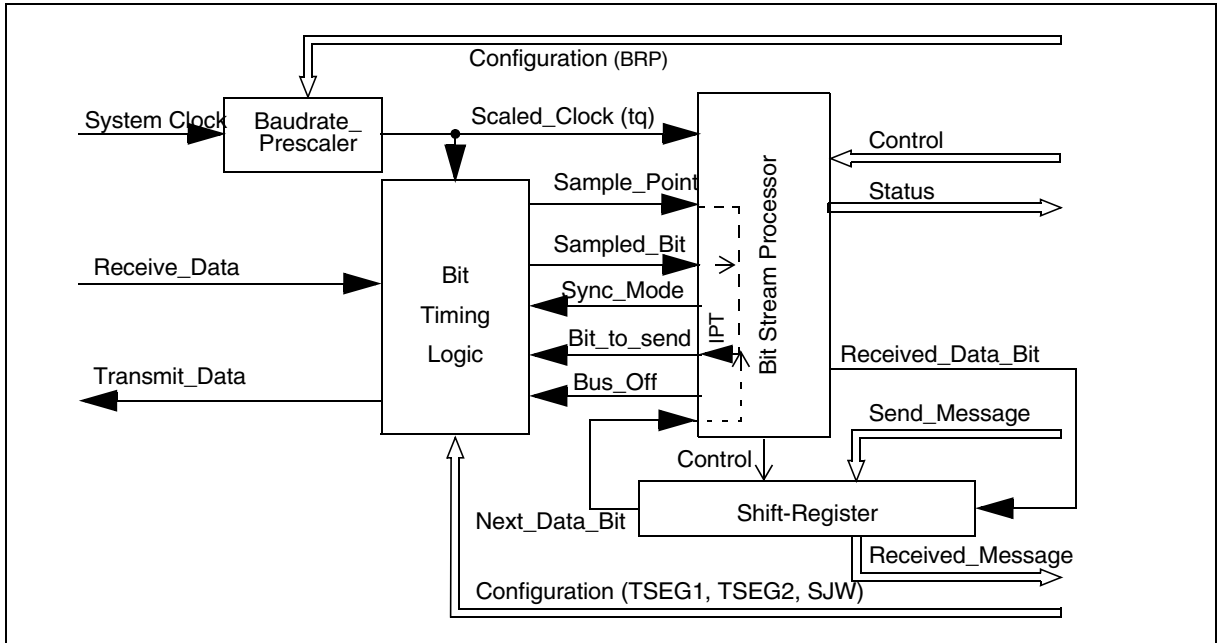 Configuration (BRP)
System Clock
Baudrate_
Prescaler
Scaled_Clock (tq)
Control
Sample_Point
Status
Sampled_Bit
Receive_Data
Bit
Timing
Logic
Sync_Mode
IPT
Bit Stream Processor
Bit_to_send
Received_Data_Bit
Transmit_Data
Bus_Off
Send_Message
Control
Next_Data_Bit
Shift-Register
Received_Message
Configuration (TSEG1, TSEG2, SJW)